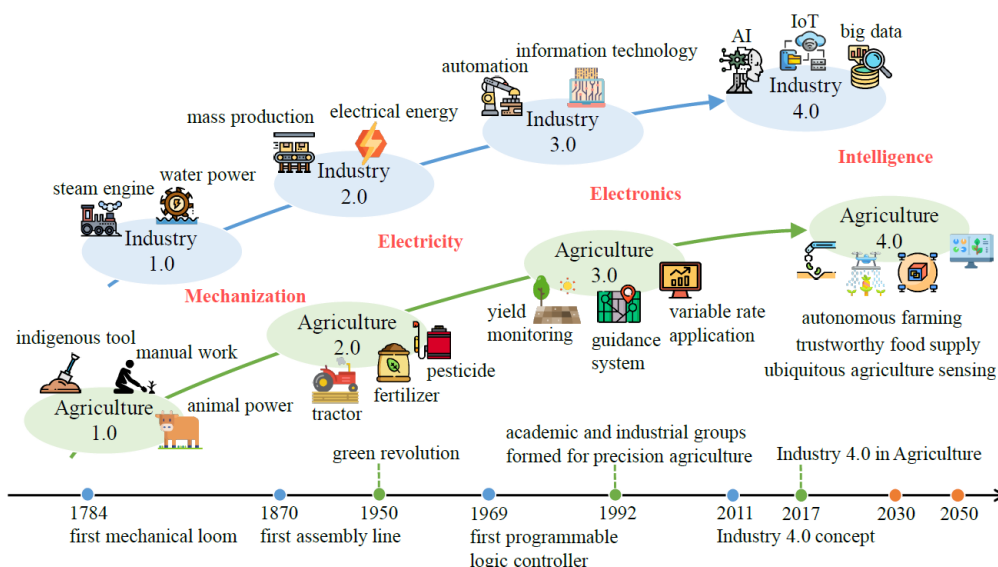 AI
IoT
big data
information technology
automation
Industry
4.0
Industry
3.0
mass production
electrical energy
Industry
2.0
Intelligence
steam engine
water power
Electronics
Industry
1.0
Electricity
Agriculture
4.0
Agriculture
3.0
Mechanization
yield
monitoring
guidance
system
variable rate
application
autonomous farming
trustworthy food supply
ubiquitous agriculture sensing
Agriculture
2.0
indigenous tool
manual work
pesticide
fertilizer
tractor
Agriculture
1.0
animal power
green revolution
academic and industrial groups
formed for precision agriculture
Industry 4.0 in Agriculture
1784
first mechanical loom
1870
first assembly line
1950
1969
first programmable
logic controller
1992
2011
Industry 4.0 concept
2017
2030
2050